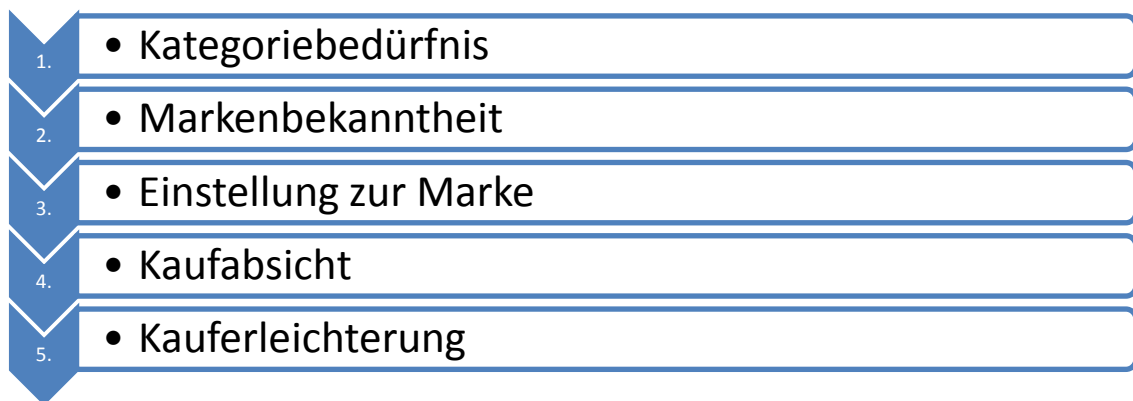 1. • Kategoriebedürfnis
2. • Markenbekanntheit
3. • Einstellung zur Marke
4. • Kaufabsicht
5. • Kauferleichterung